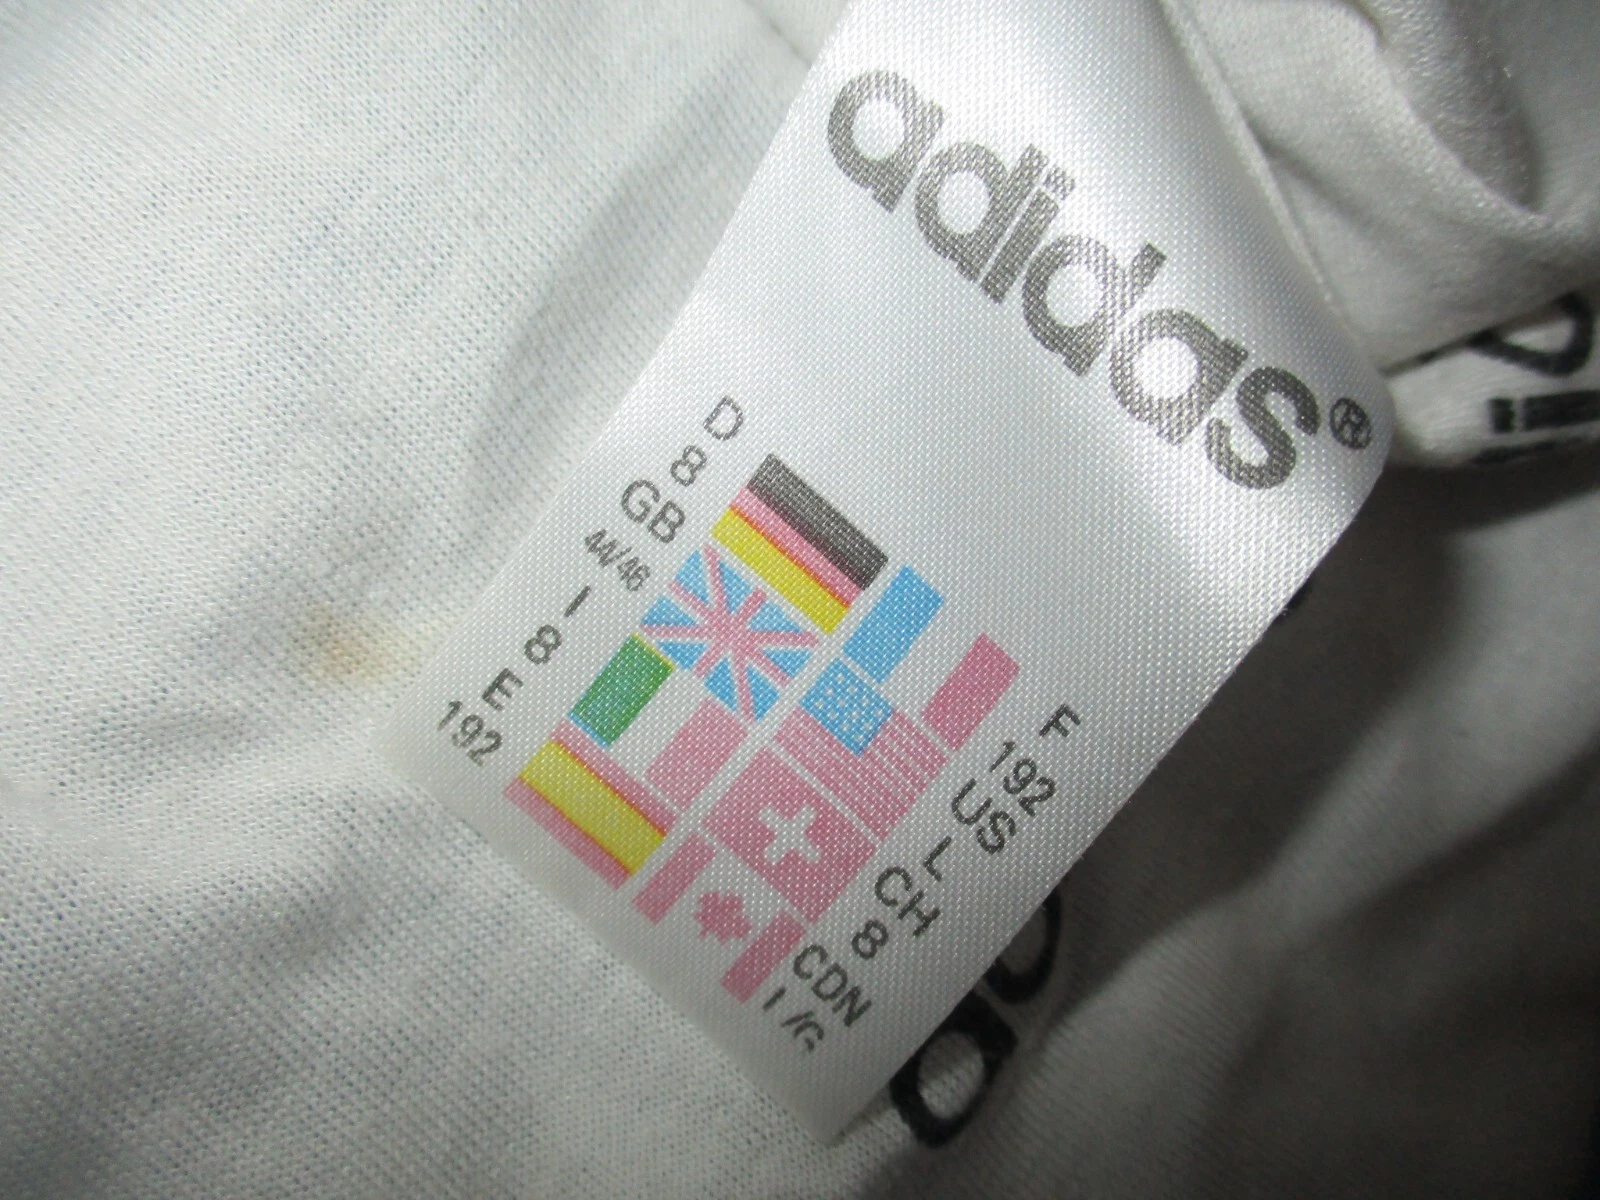 adidas®
D
8
GB
44/46
I
8
E
192
F
192
US
L
CH
8
CDN